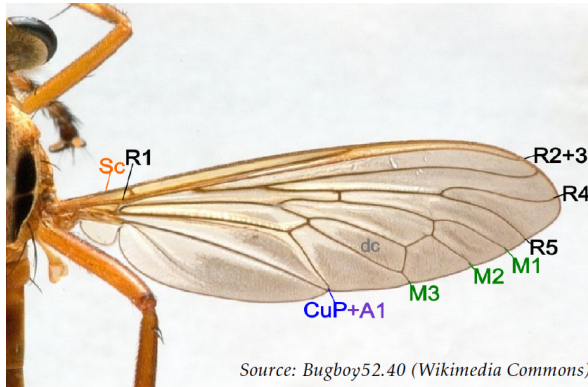 Sc R1
R2+3
R4
R5
dc
M1
M2
M3
CuP+A1
Source: Bugboy52.40 (Wikimedia Commons)